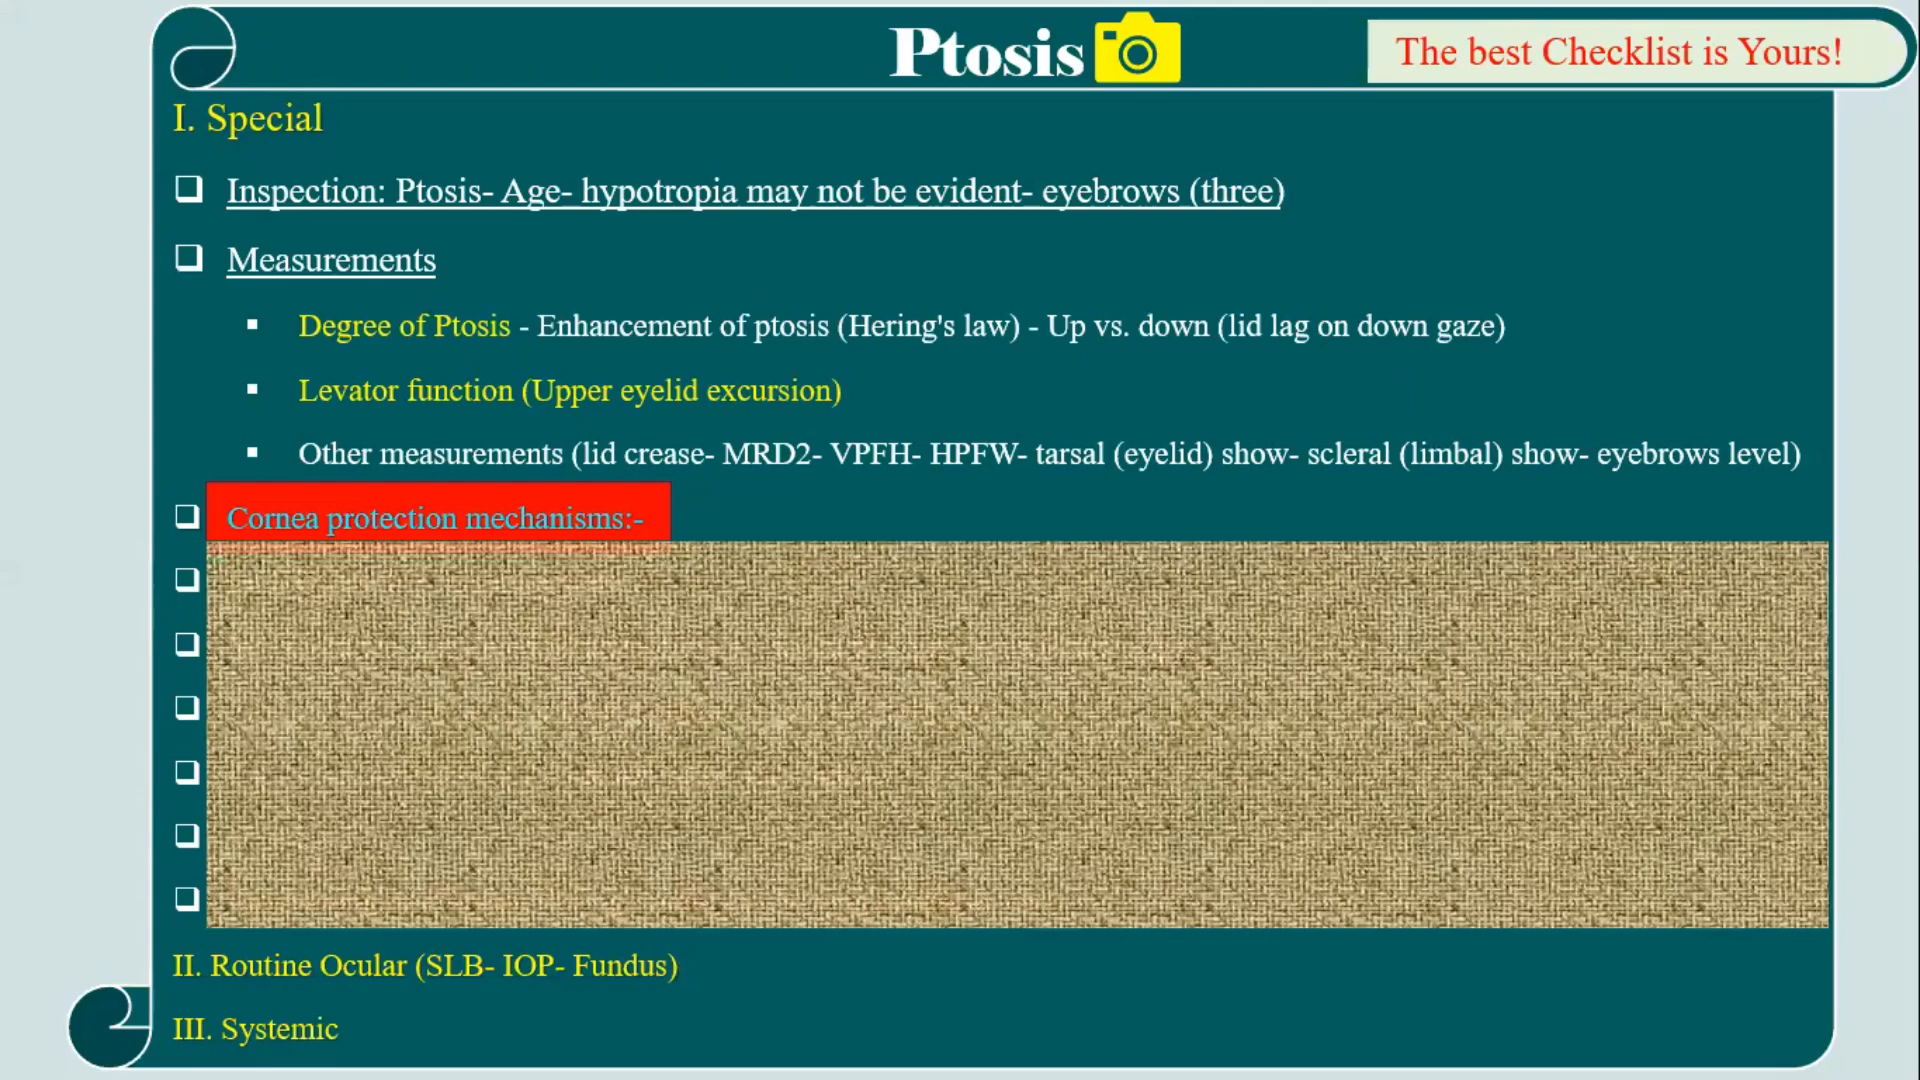 Ptosis
The best Checklist is Yours!
I. Special
Inspection: Ptosis- Age- hypotropia may not be evident- eyebrows (three)
Measurements
Degree of Ptosis - Enhancement of ptosis (Hering's law) - Up vs. down (lid lag on down gaze)
Levator function (Upper eyelid excursion)
Other measurements (lid crease- MRD2- VPFH- HPFW- tarsal (eyelid) show- scleral (limbal) show- eyebrows level)
Cornea protection mechanisms:-
II. Routine Ocular (SLB- IOP- Fundus)
III. Systemic